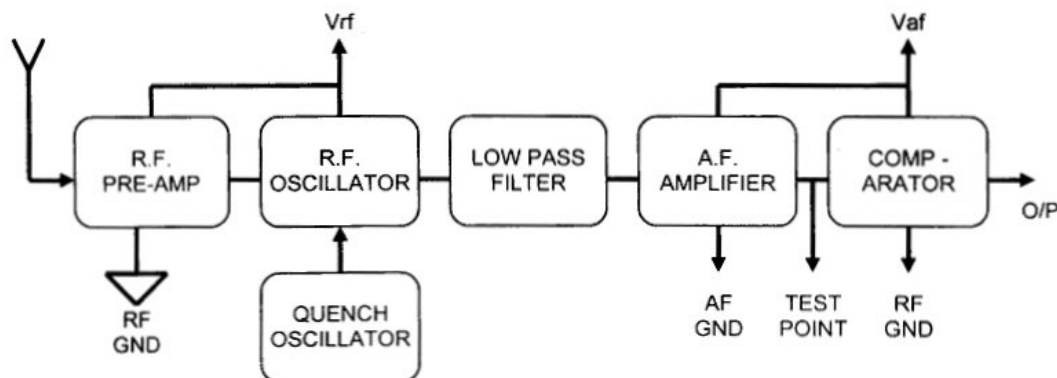 Vrf
Vaf
R.F.
PRE-AMP
R.F.
OSCILLATOR
LOW PASS
FILTER
A.F.
AMPLIFIER
COMP -
ARATOR
O/P
RF
GND
QUENCH
OSCILLATOR
AF
GND
TEST
POINT
RF
GND